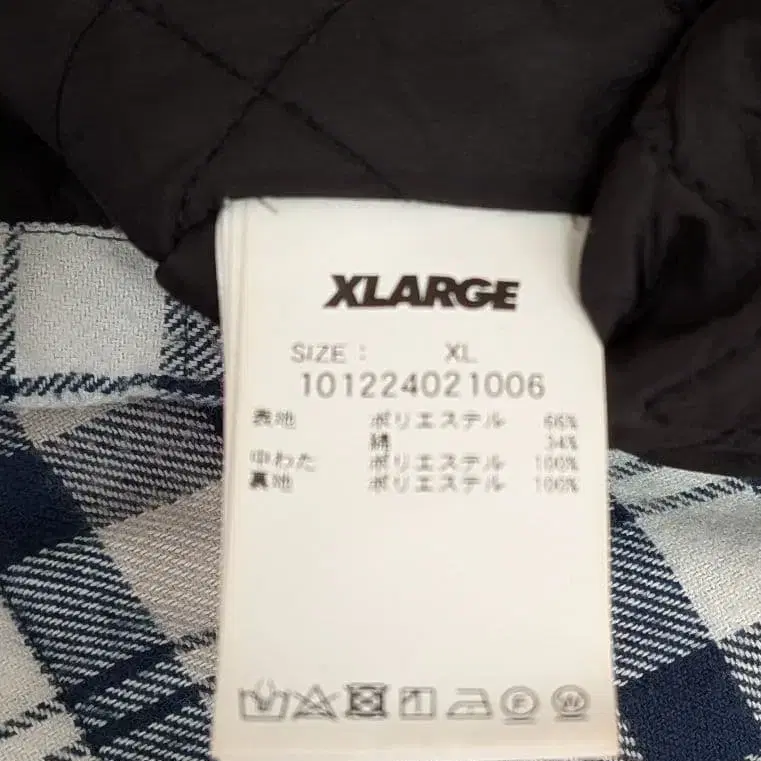 XLARGE
SIZE : XL
101224021006
表地 ポリエステル 66%
綿 34%
中わた ポリエステル 100%
裏地 ポリエステル 100%
F
W